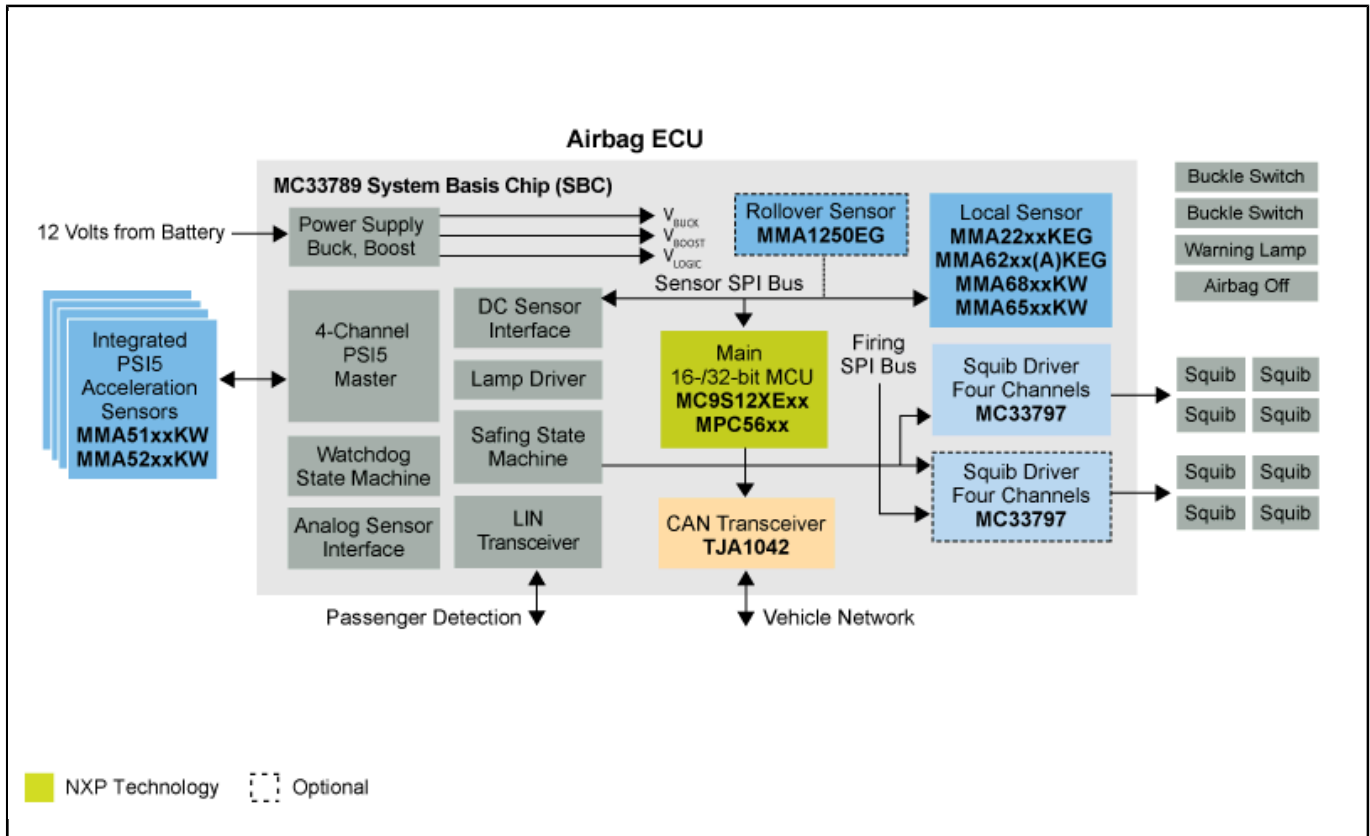 Airbag ECU
MC33789 System Basis Chip (SBC)
12 Volts from Battery
Power Supply
Buck, Boost
VBUCK
VBOOST
VLOGIC
Rollover Sensor
MMA1250EG
Local Sensor
MMA22xxKEG
MMA62xx(A)KEG
MMA68xxKW
MMA65xxKW
Buckle Switch
Buckle Switch
Warning Lamp
Airbag Off
Sensor SPI Bus
Integrated
PSI5
Acceleration
Sensors
MMA51xxKW
MMA52xxKW
4-Channel
PSI5
Master
DC Sensor
Interface
Lamp Driver
Safing State
Machine
Watchdog
State Machine
Analog Sensor
Interface
LIN
Transceiver
Main
16-/32-bit MCU
MC9S12XExx
MPC56xx
Firing
SPI Bus
Squib Driver
Four Channels
MC33797
Squib Squib
Squib Squib
Squib Driver
Four Channels
MC33797
Squib Squib
Squib Squib
CAN Transceiver
TJA1042
Passenger Detection
Vehicle Network
NXP Technology
Optional